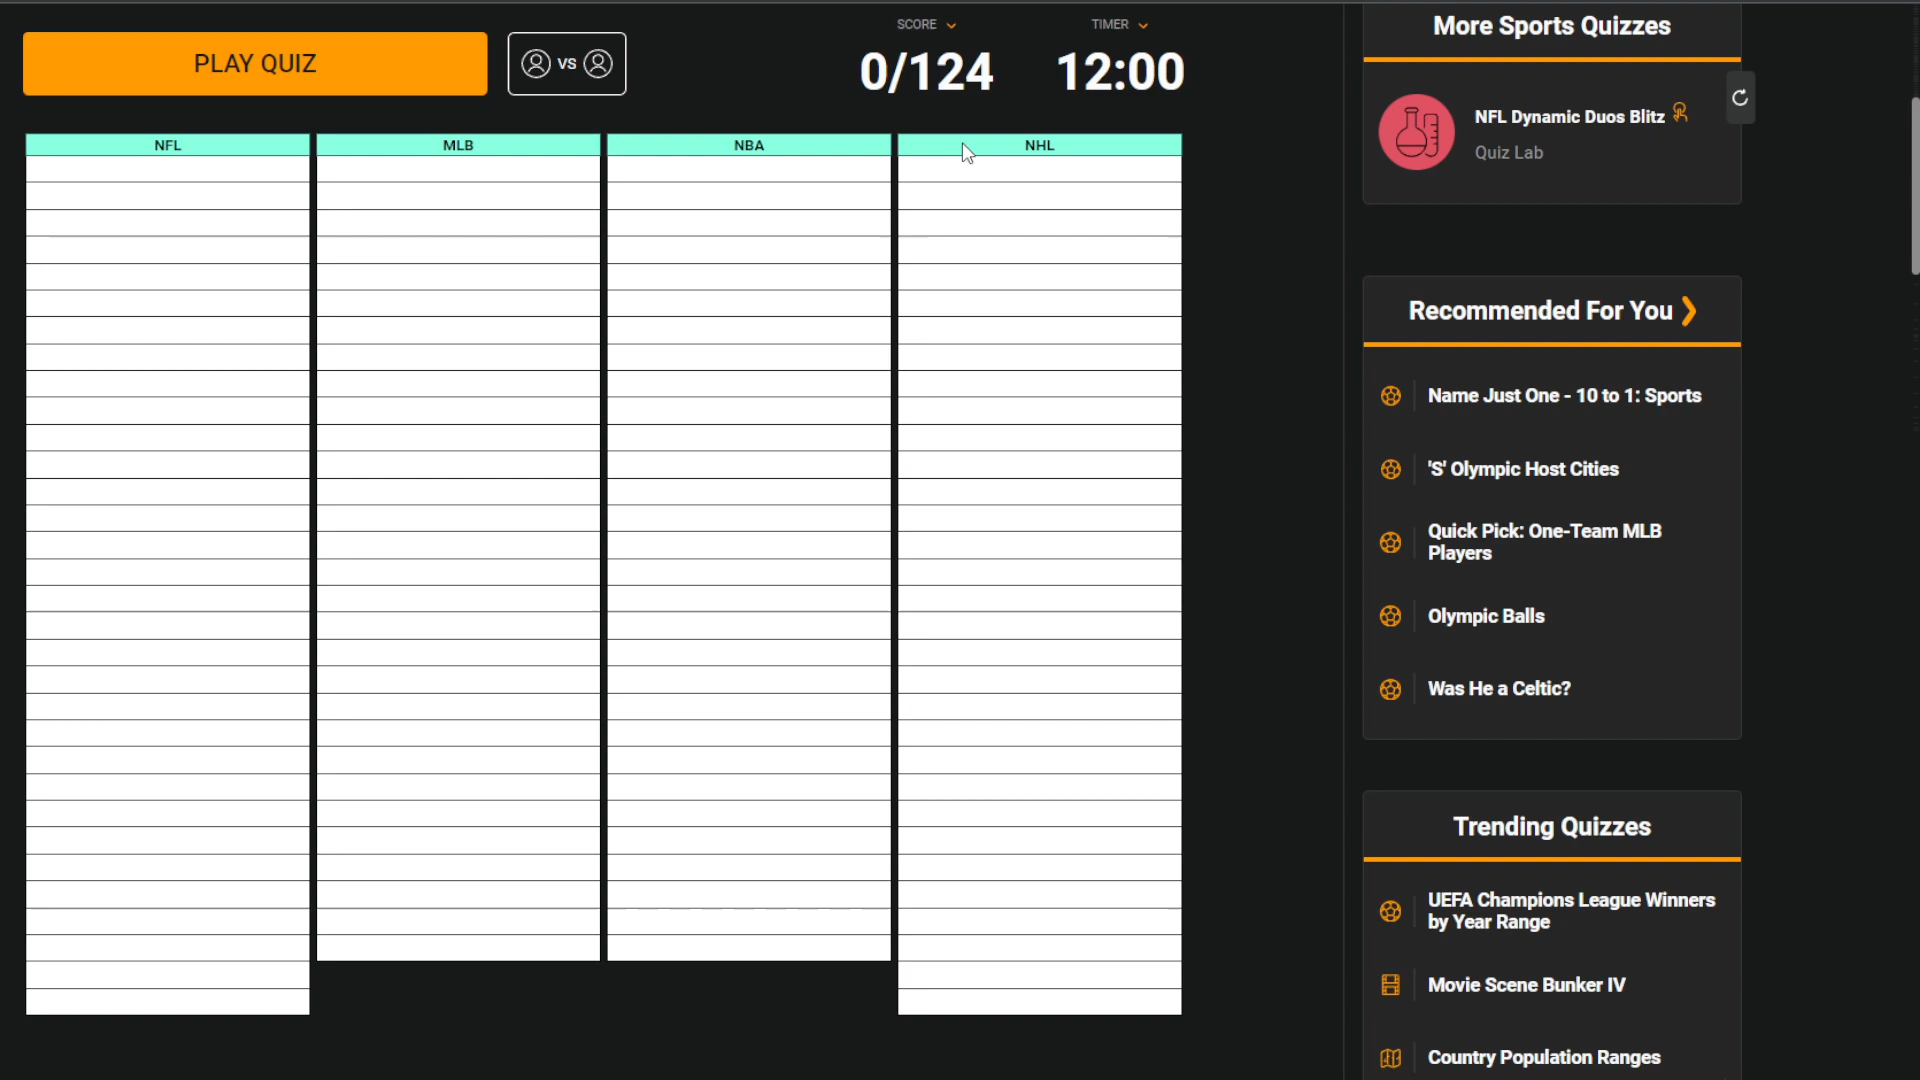 PLAY QUIZ
VS
SCORE
0/124
TIMER
12:00
NFL
MLB
NBA
NHL
More Sports Quizzes
NFL Dynamic Duos Blitz
Quiz Lab
Recommended For You
Name Just One - 10 to 1: Sports
'S' Olympic Host Cities
Quick Pick: One-Team MLB
Players
Olympic Balls
Was He a Celtic?
Trending Quizzes
UEFA Champions League Winners
by Year Range
Movie Scene Bunker IV
Country Population Ranges